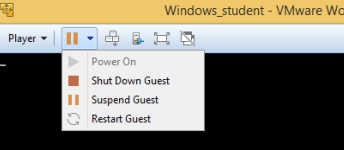 Windows_student - VMware Wo
Player
Power On
Shut Down Guest
Suspend Guest
Restart Guest